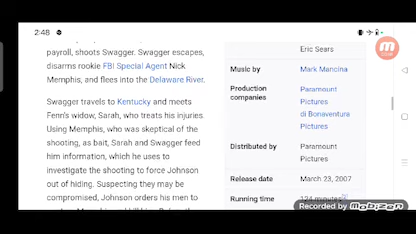 2:48
payroll, shoots Swagger. Swagger escapes,
disarms rookie FBI Special Agent Nick
Memphis, and flees into the Delaware River.
Swagger travels to Kentucky and meets
Fenn's widow, Sarah, who treats his injuries.
Using Memphis, who was skeptical of the
shooting, as bait, Sarah and Swagger feed
him information, which he uses to
investigate the shooting to force Johnson
out of hiding. Suspecting they may be
compromised, Johnson orders his men to
Eric Sears
Music by Mark Mancina
Production companies Paramount
Pictures
di Bonaventura
Pictures
Distributed by Paramount
Pictures
Release date March 23, 2007
Running time 124 minutes
Recorded by Mobizen